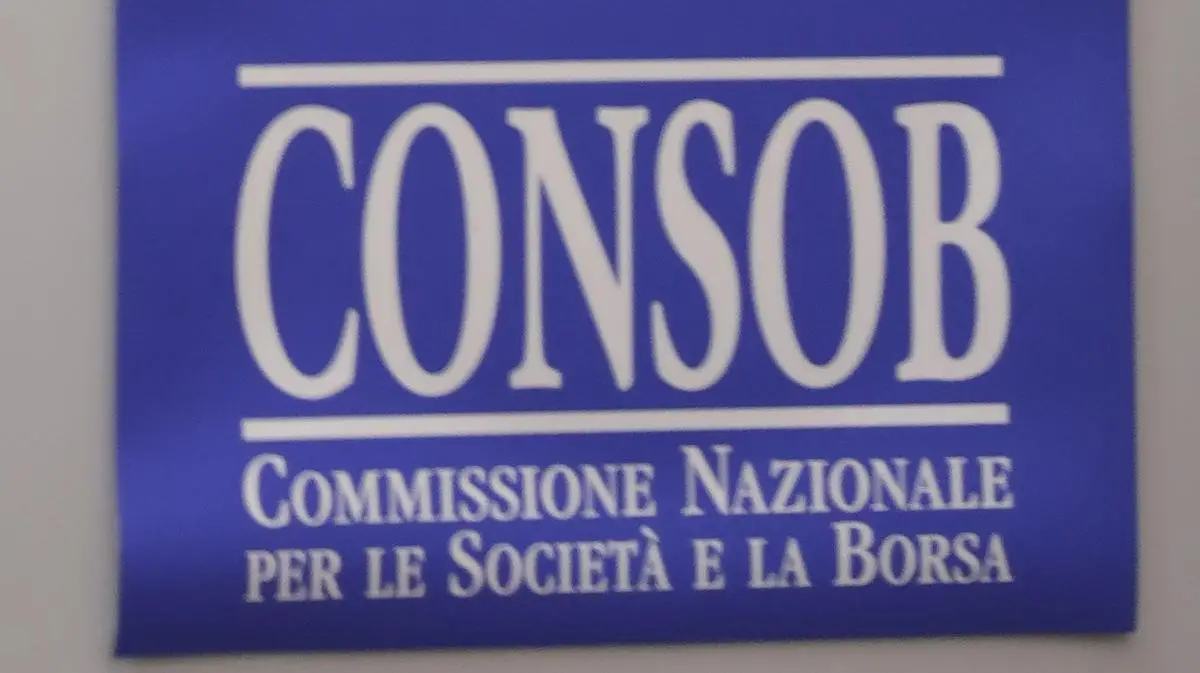 CONSOB
COMMISSIONE NAZIONALE
PER LE SOCIETÀ E LA BORSA